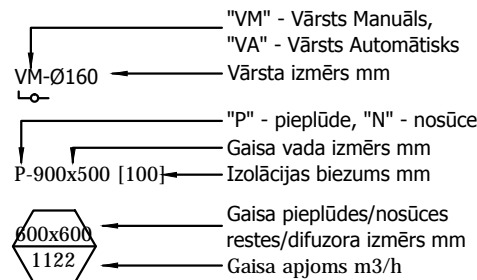 "VM" - Vārsts Manuāls,
"VA" - Vārsts Automātisks
VM-Ø160
Vārsta izmērs mm
"P" - pieplūde, "N" - nosūce
Gaisa vada izmērs mm
P-900x500 [100]
Izolācijas biezums mm
Gaisa pieplūdes/nosūces
600x600
restes/difuzora izmērs mm
1122
Gaisa apjoms m3/h